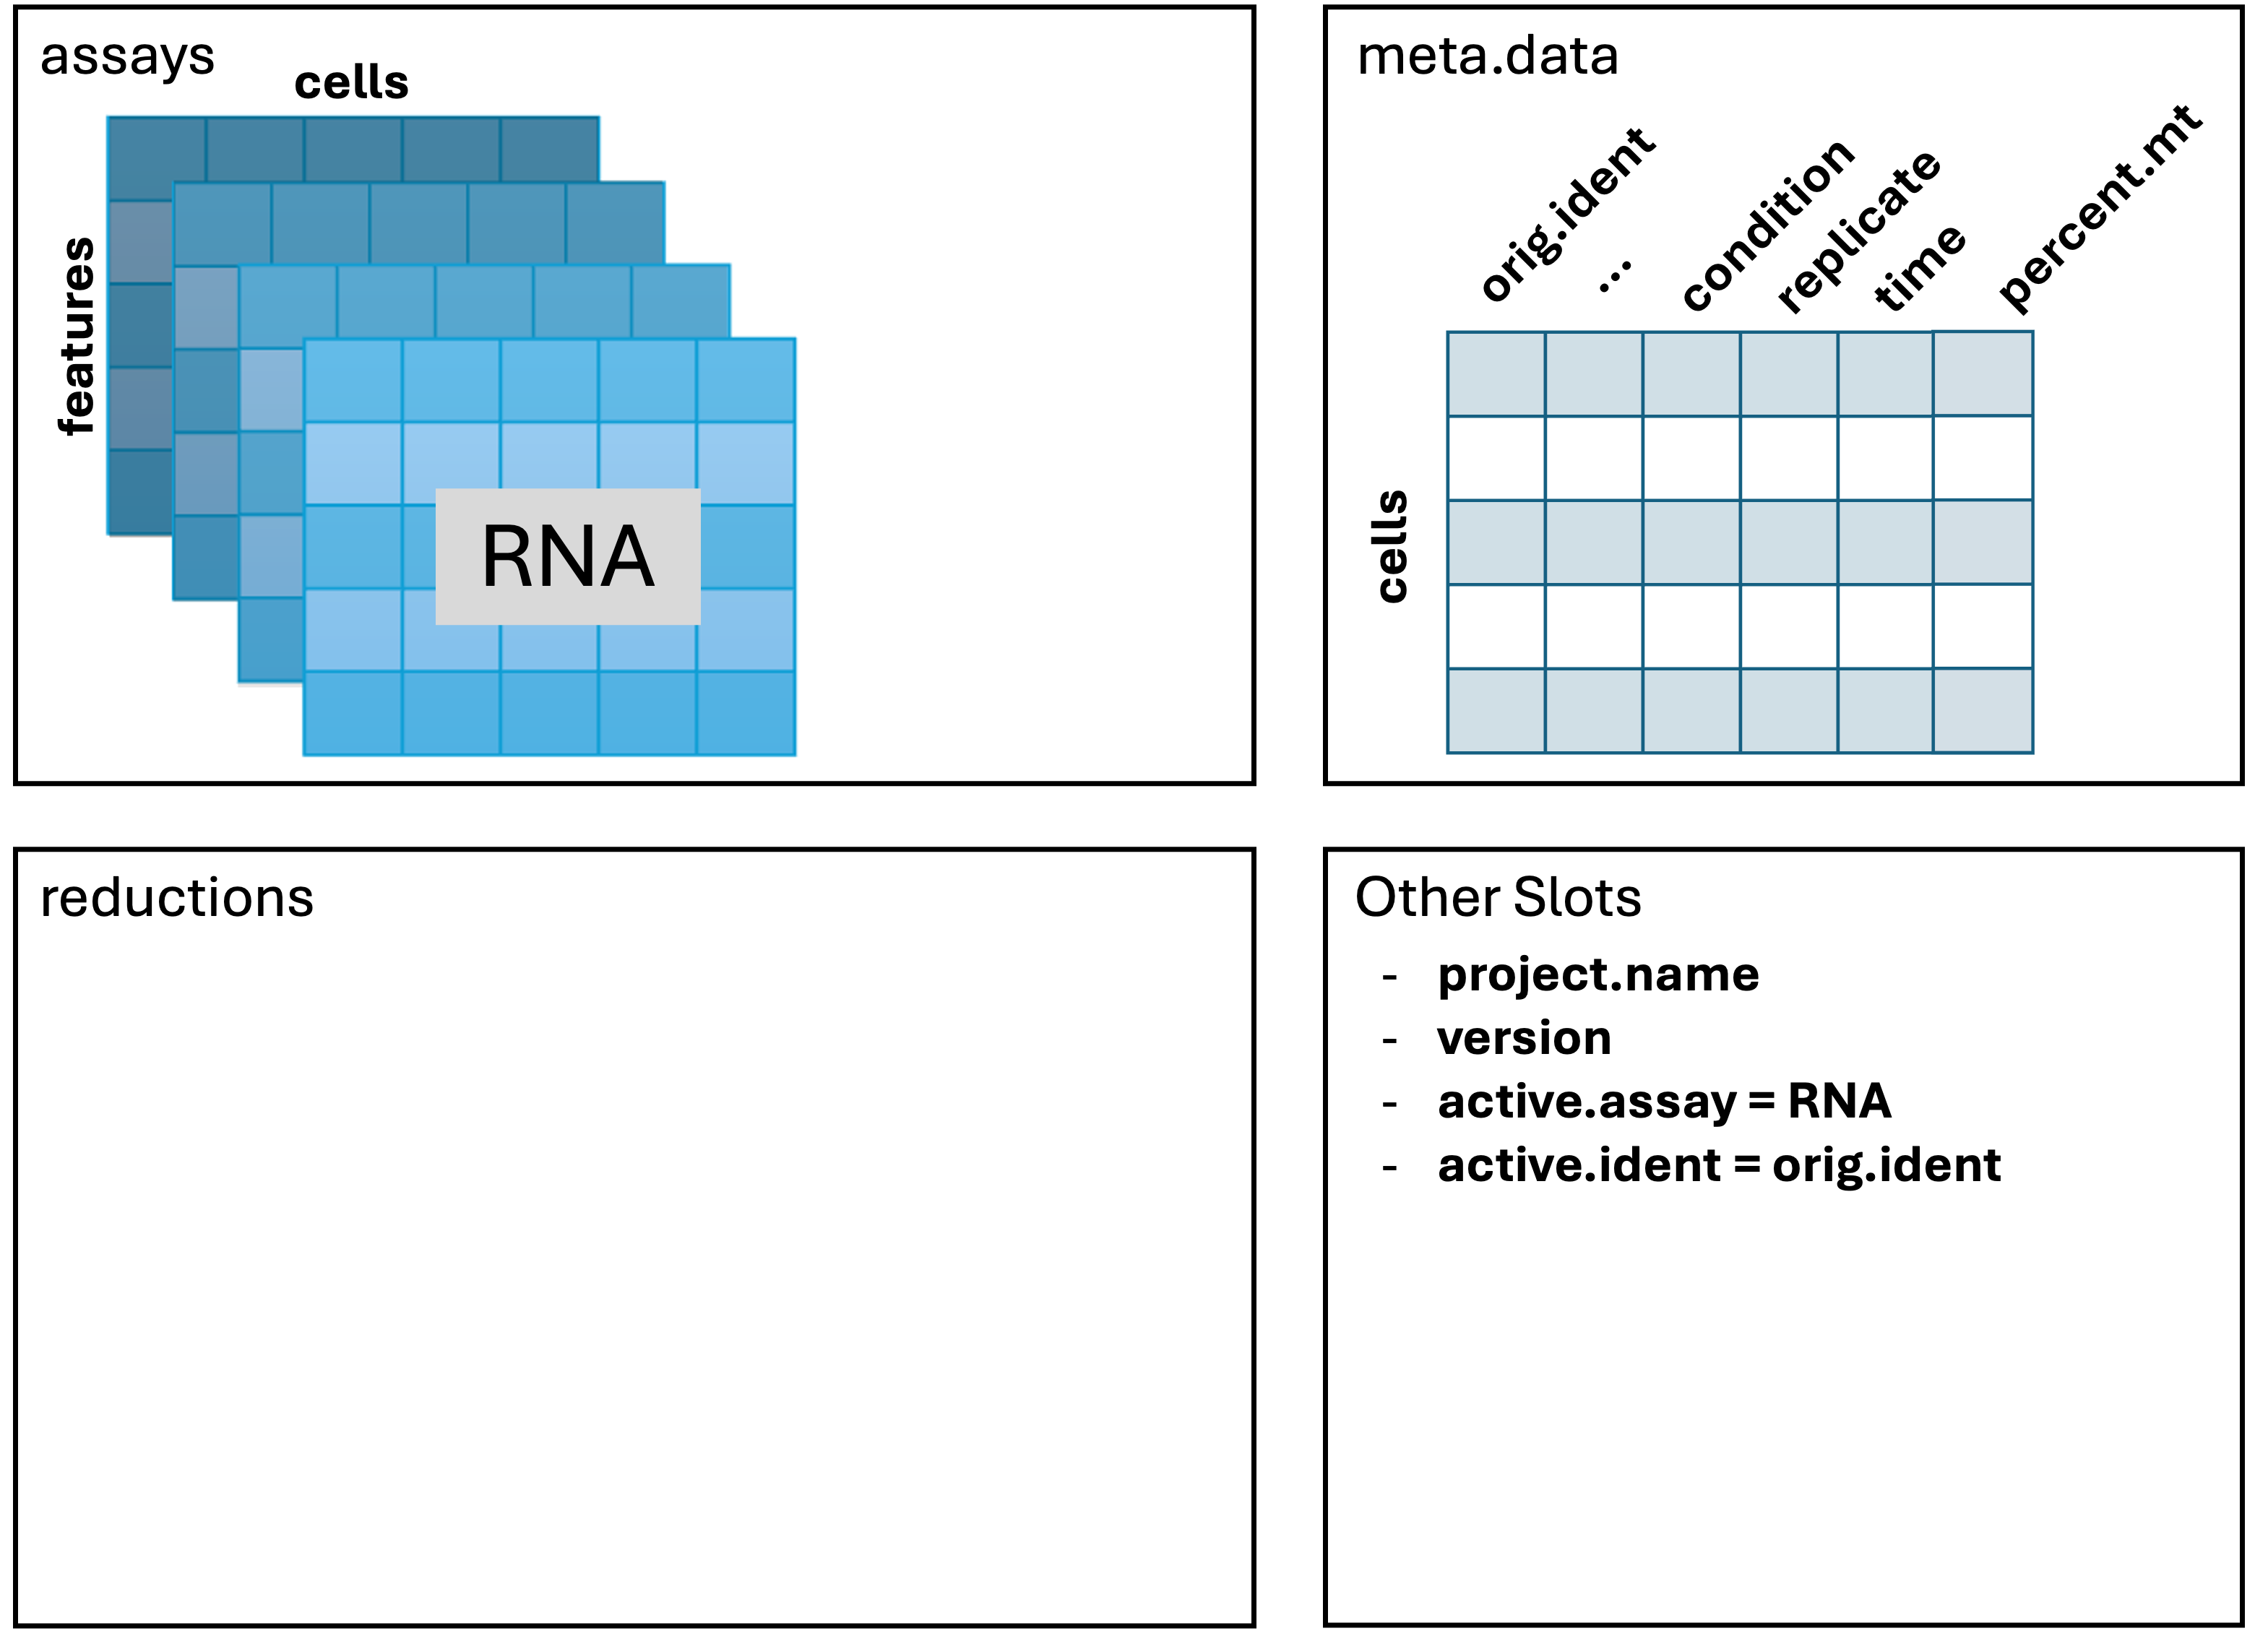 assays
cells
features
RNA
meta.data
orig.ident
...
condition
replicate
time
percent.mt
cells
reductions
Other Slots
- project.name
- version
- active.assay = RNA
- active.ident = orig.ident